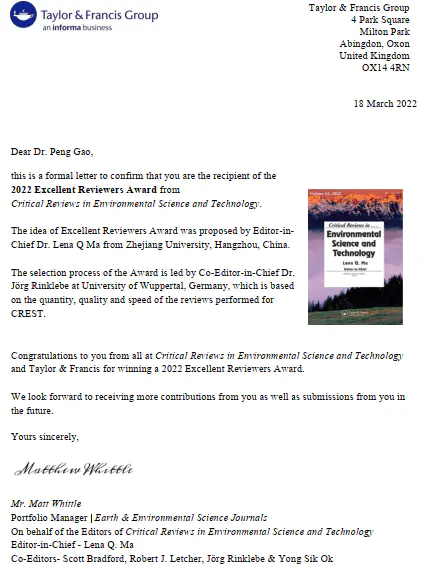 Taylor & Francis Group
an informa business
Taylor & Francis Group
4 Park Square
Milton Park
Abingdon, Oxon
United Kingdom
OX14 4RN
18 March 2022
Dear Dr. Peng Gao,
this is a formal letter to confirm that you are the recipient of the
2022 Excellent Reviewers Award from
Critical Reviews in Environmental Science and Technology.
The idea of Excellent Reviewers Award was proposed by Editor-in-
Chief Dr. Lena Q Ma from Zhejiang University, Hangzhou, China.
The selection process of the Award is led by Co-Editor-in-Chief Dr.
Jörg Rinklebe at University of Wuppertal, Germany, which is based
on the quantity, quality and speed of the reviews performed for
CREST.
Critical Reviews in . . .
Environmental
Science and
Technology
Lena Q. Ma
Editor-in-Chief
Congratulations to you from all at Critical Reviews in Environmental Science and Technology
and Taylor & Francis for winning a 2022 Excellent Reviewers Award.
We look forward to receiving more contributions from you as well as submissions from you in
the future.
Yours sincerely,
Matthew Whittle
Mr. Matt Whittle
Portfolio Manager | Earth & Environmental Science Journals
On behalf of the Editors of Critical Reviews in Environmental Science and Technology
Editor-in-Chief - Lena Q. Ma
Co-Editors- Scott Bradford, Robert J. Letcher, Jörg Rinklebe & Yong Sik Ok